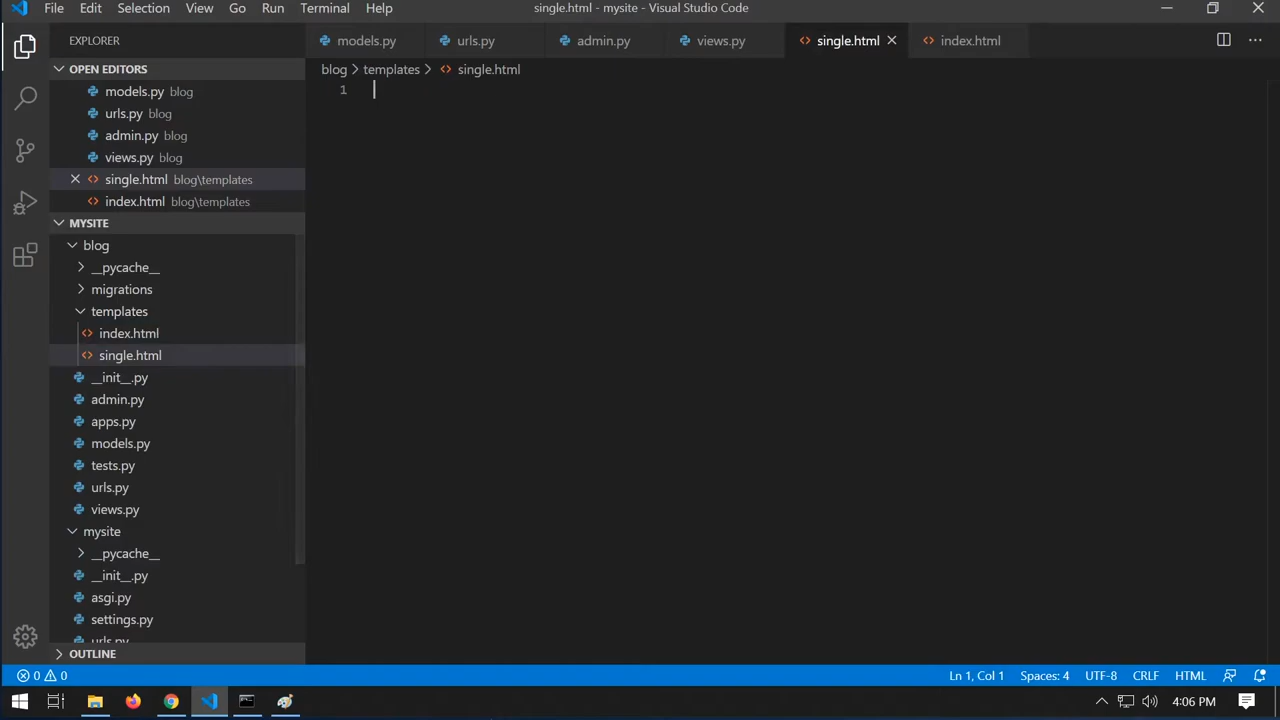 File Edit Selection View Go Run Terminal Help single.html - mysite - Visual Studio Code
EXPLORER
OPEN EDITORS
models.py blog
urls.py blog
admin.py blog
views.py blog
single.html blog\templates
index.html blog\templates
MYSITE
blog
__pycache__
migrations
templates
index.html
single.html
__init__.py
admin.py
apps.py
models.py
tests.py
urls.py
views.py
mysite
__pycache__
__init__.py
asgi.py
settings.py
urls.py
OUTLINE
models.py urls.py admin.py views.py single.html index.html
blog > templates > single.html
1
0 0 Ln 1, Col 1 Spaces: 4 UTF-8 CRLF HTML
4:06 PM